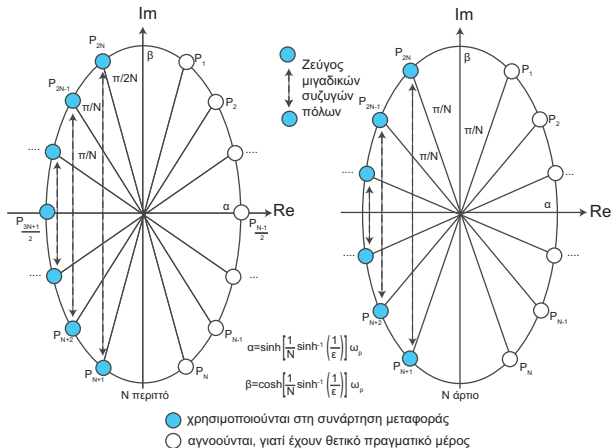 Im
Im
P2N
β
P1
P2N-1
π/2N
π/N
P2
π/N
....
....
α
Re
P3N+1/2
PN-1/2
....
...
PN+2
PN-1
PN+1
PN
N περιττό
Ζεύγος
μιγαδικών
συζυγών
πόλων
P2N
β
P1
P2N-1
π/N
π/N
P2
π/N
....
...
α
Re
....
...
PN+2
PN-1
PN+1
PN
N άρτιο
α=sinh[1/N sinh-1(1/ε)] ωp
β=cosh[1/N sinh-1(1/ε)] ωp
χρησιμοποιούνται στη συνάρτηση μεταφοράς
αγνοούνται, γιατί έχουν θετικό πραγματικό μέρος